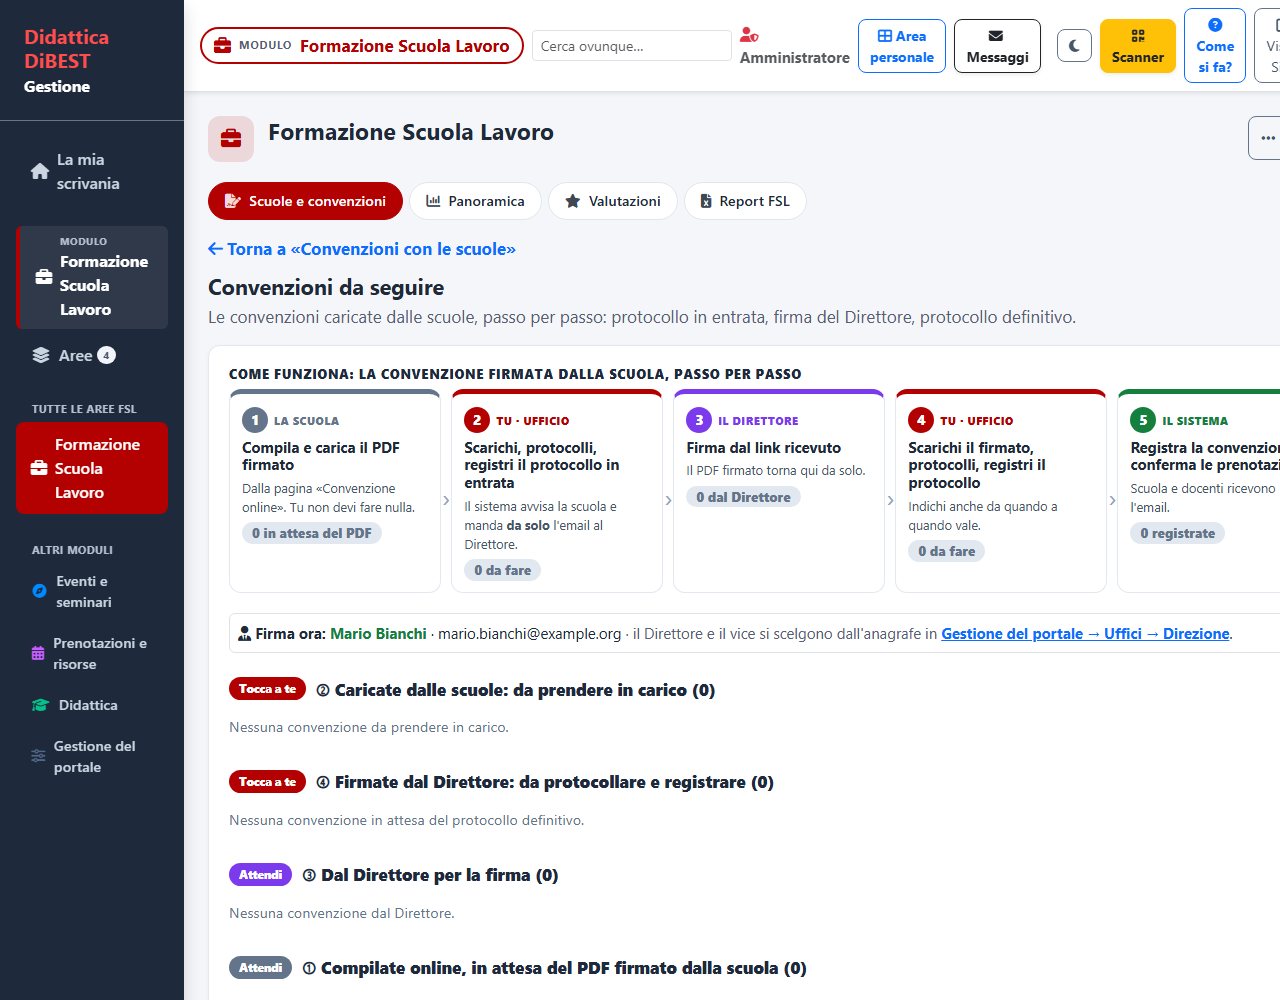 Didattica
DiBEST
Gestione
La mia
scrivania
MODULO
Formazione
Scuola
Lavoro
Aree 4
TUTTE LE AREE FSL
Formazione
Scuola
Lavoro
ALTRI MODULI
Eventi e
seminari
Prenotazioni e
risorse
Didattica
Gestione del
portale
MODULO Formazione Scuola Lavoro
Cerca ovunque...
Amministratore
Area
personale
Messaggi
Scanner
Come
si fa?
Formazione Scuola Lavoro
Scuole e convenzioni
Panoramica
Valutazioni
Report FSL
← Torna a «Convenzioni con le scuole»
Convenzioni da seguire
Le convenzioni caricate dalle scuole, passo per passo: protocollo in entrata, firma del Direttore, protocollo definitivo.
COME FUNZIONA: LA CONVENZIONE FIRMATA DALLA SCUOLA, PASSO PER PASSO
1 LA SCUOLA
Compila e carica il PDF
firmato
Dalla pagina «Convenzione
online». Tu non devi fare nulla.
0 in attesa del PDF
›
2 TU · UFFICIO
Scarichi, protocolli,
registri il protocollo in
entrata
Il sistema avvisa la scuola e
manda da solo l'email al
Direttore.
0 da fare
›
3 IL DIRETTORE
Firma dal link ricevuto
Il PDF firmato torna qui da solo.
0 dal Direttore
›
4 TU · UFFICIO
Scarichi il firmato,
protocolli, registri il
protocollo
Indichi anche da quando a
quando vale.
0 da fare
›
5 IL SISTEMA
Registra la convenzio
conferma le prenotazi
Scuola e docenti ricevono
l'email.
0 registrate
Firma ora: Mario Bianchi · mario.bianchi@example.org · il Direttore e il vice si scelgono dall'anagrafe in Gestione del portale → Uffici → Direzione.
Tocca a te ② Caricate dalle scuole: da prendere in carico (0)
Nessuna convenzione da prendere in carico.
Tocca a te ④ Firmate dal Direttore: da protocollare e registrare (0)
Nessuna convenzione in attesa del protocollo definitivo.
Attendi ③ Dal Direttore per la firma (0)
Nessuna convenzione dal Direttore.
Attendi ① Compilate online, in attesa del PDF firmato dalla scuola (0)